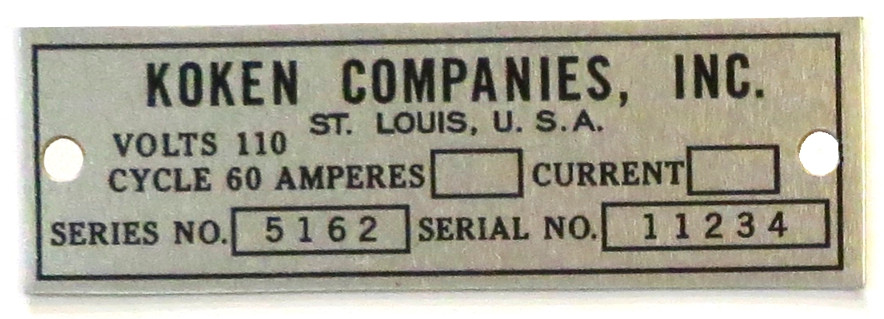 KOKEN COMPANIES, INC.
ST. LOUIS, U. S. A.
VOLTS 110
CYCLE 60 AMPERES CURRENT
SERIES NO. 5162 SERIAL NO. 11234